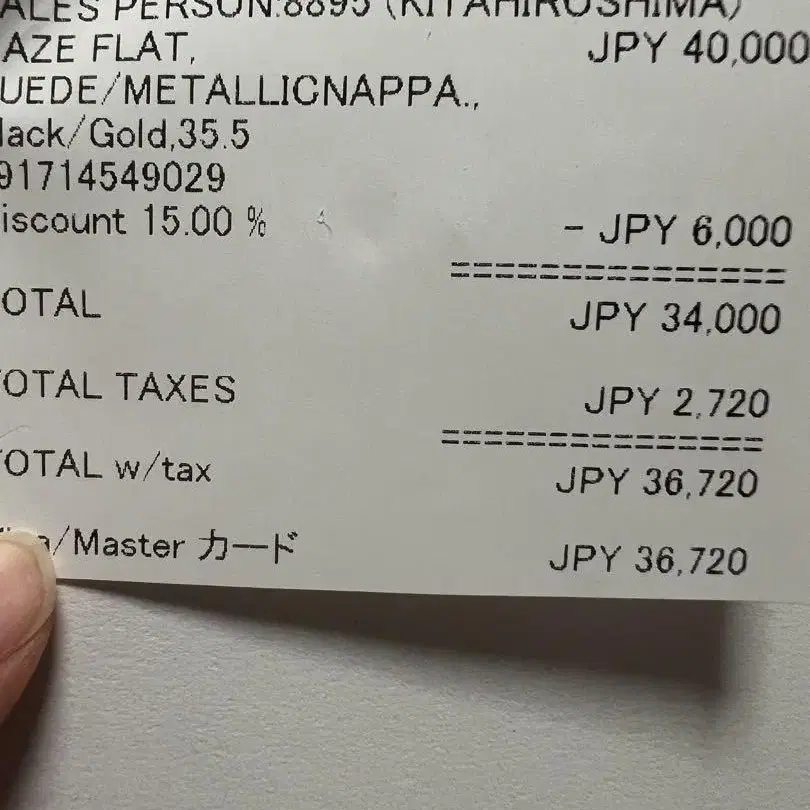 ALES PERSON:8895 (KITAHIROSHIMA)
AZE FLAT, JPY 40,000
UEDE/METALLICNAPPA.,
lack/Gold,35.5
91714549029
iscount 15.00 % - JPY 6,000
===============
OTAL JPY 34,000
TOTAL TAXES JPY 2,720
===============
TOTAL w/tax JPY 36,720
/Master カード JPY 36,720